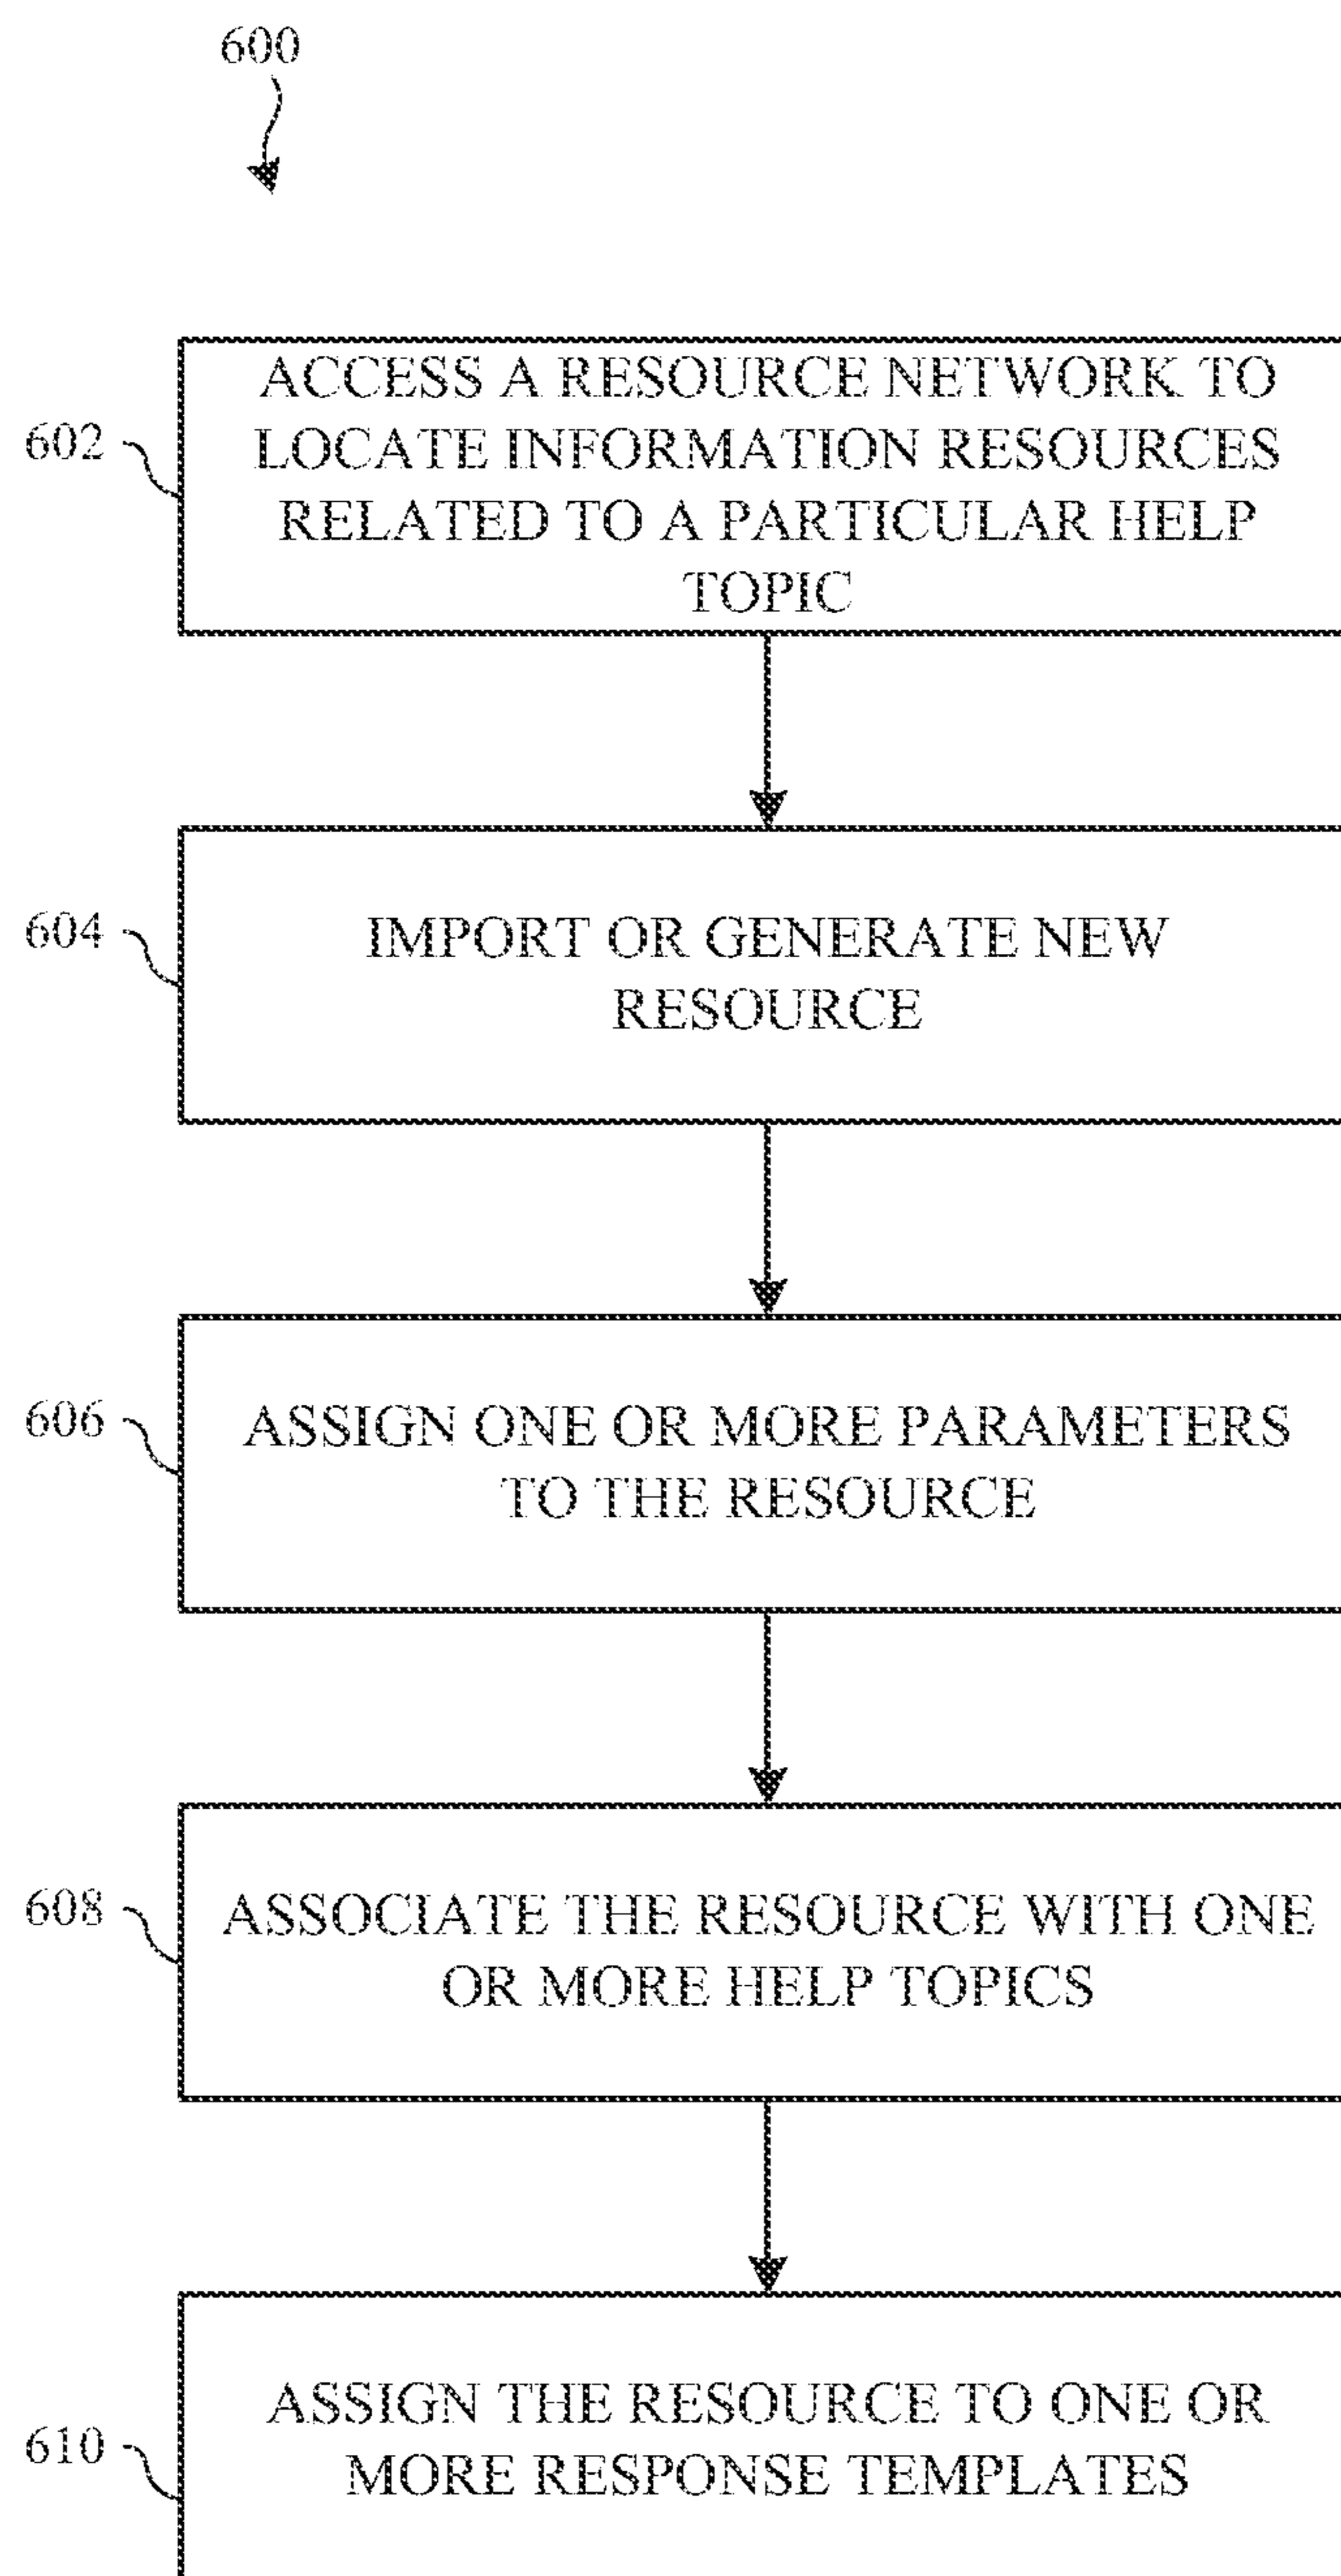 600
602
ACCESS A RESOURCE NETWORK TO
LOCATE INFORMATION RESOURCES
RELATED TO A PARTICULAR HELP
TOPIC
604
IMPORT OR GENERATE NEW
RESOURCE
606
ASSIGN ONE OR MORE PARAMETERS
TO THE RESOURCE
608
ASSOCIATE THE RESOURCE WITH ONE
OR MORE HELP TOPICS
610
ASSIGN THE RESOURCE TO ONE OR
MORE RESPONSE TEMPLATES